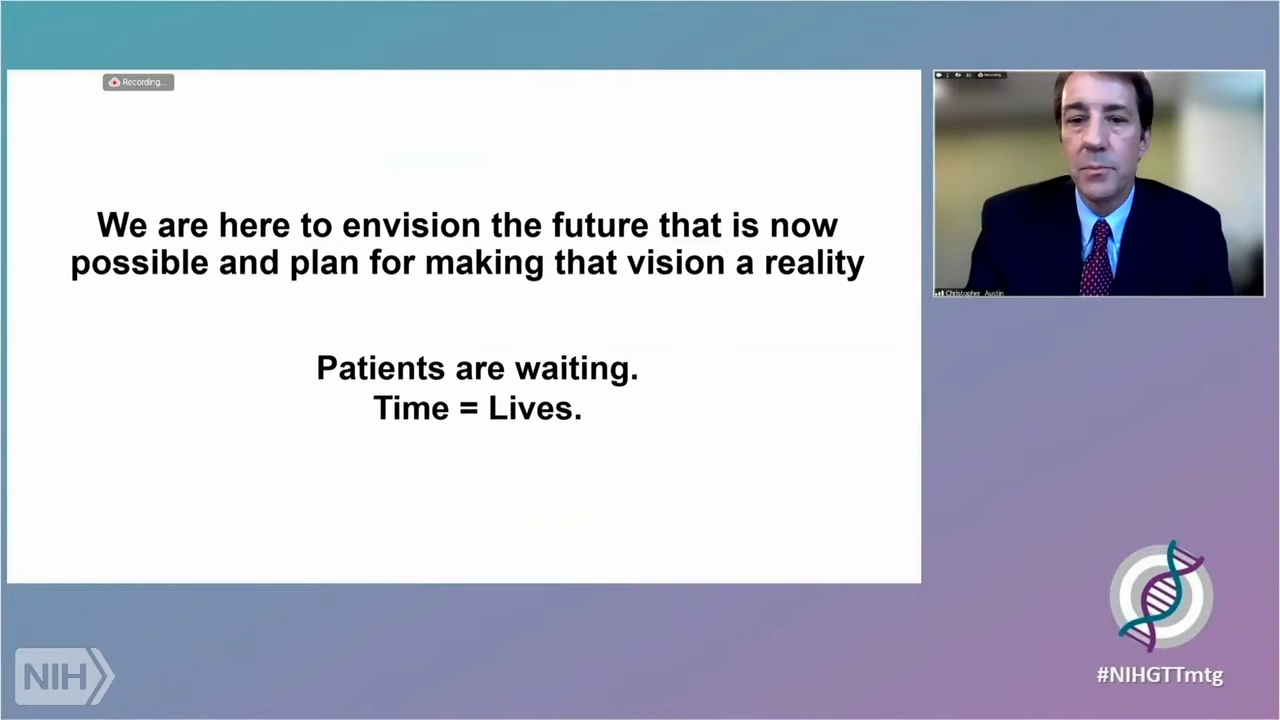 Recording...
We are here to envision the future that is now
possible and plan for making that vision a reality
Patients are waiting.
Time = Lives.
Recording...
Christopher Austin
NIH
#NIHGTTmtg